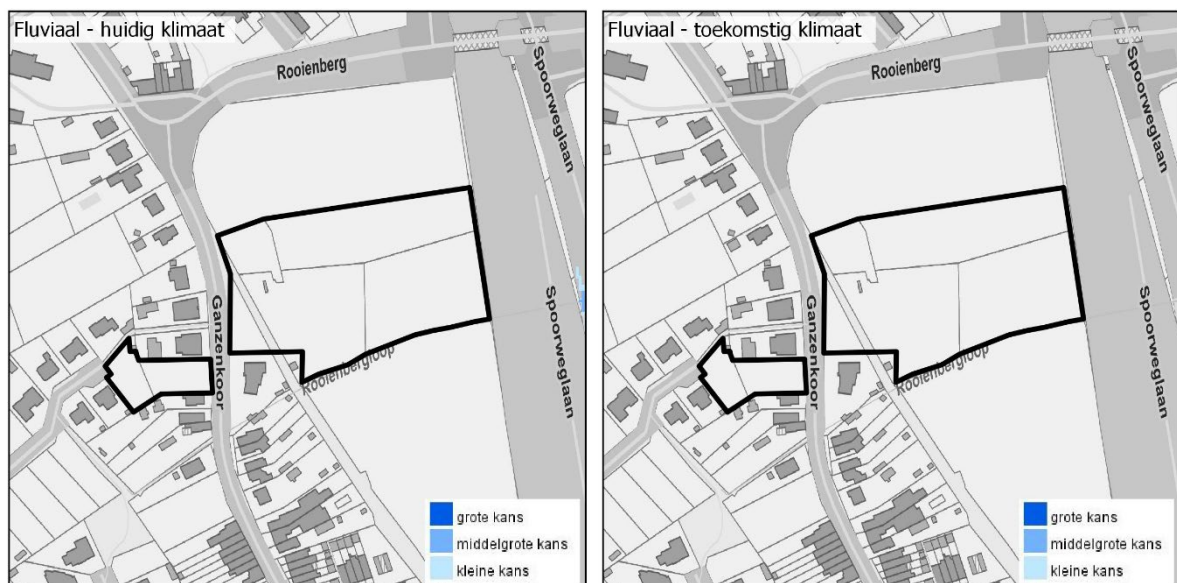 Fluviaal - huidig klimaat
Rooienberg
Spoorweglaan
Ganzenkoor
Spoorweglaan
Rooienbergloop
grote kans
middelgrote kans
kleine kans
Fluviaal - toekomstig klimaat
Rooienberg
Spoorweglaan
Ganzenkoor
Spoorweglaan
Rooienbergloop
grote kans
middelgrote kans
kleine kans